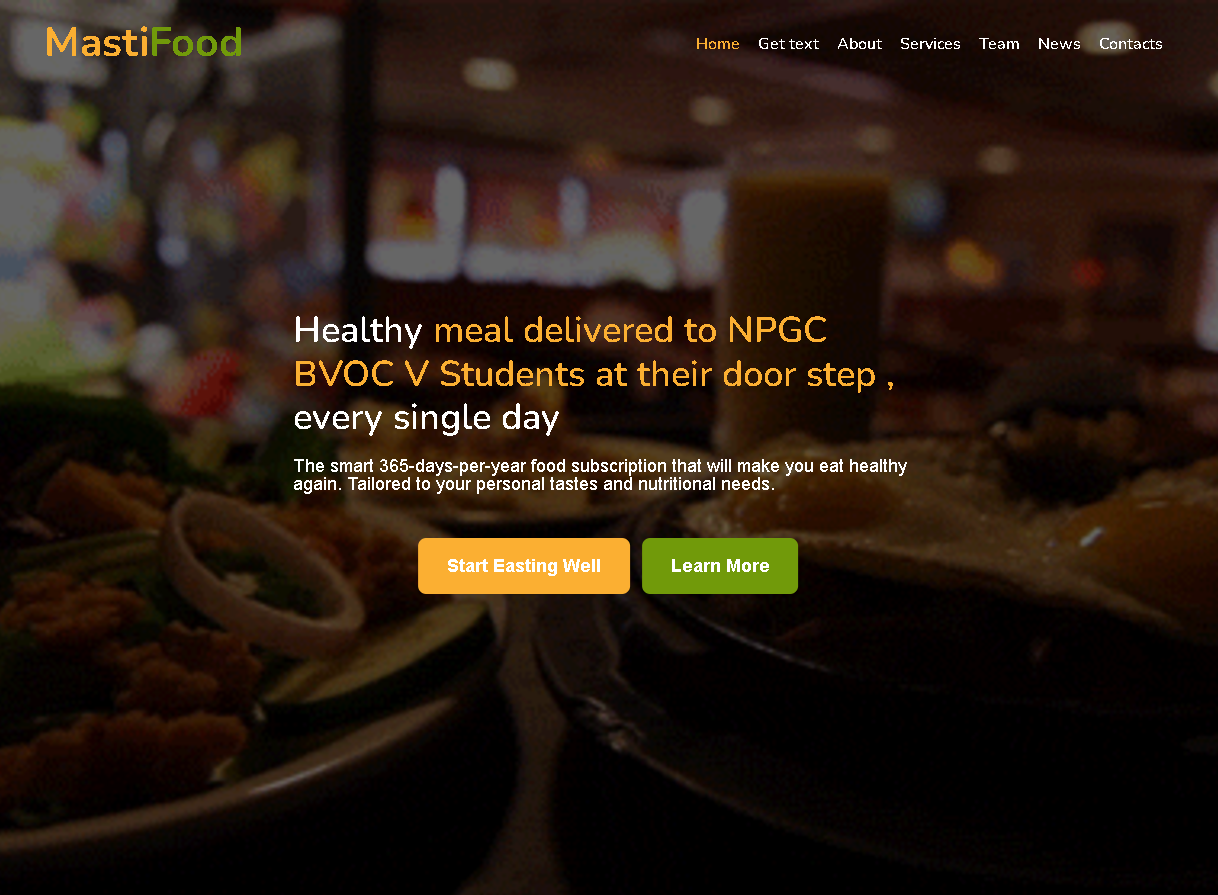 MastiFood
Home Get text About Services Team News Contacts
Healthy meal delivered to NPGC
BVOC V Students at their door step ,
every single day
The smart 365-days-per-year food subscription that will make you eat healthy
again. Tailored to your personal tastes and nutritional needs.
Start Easting Well Learn More